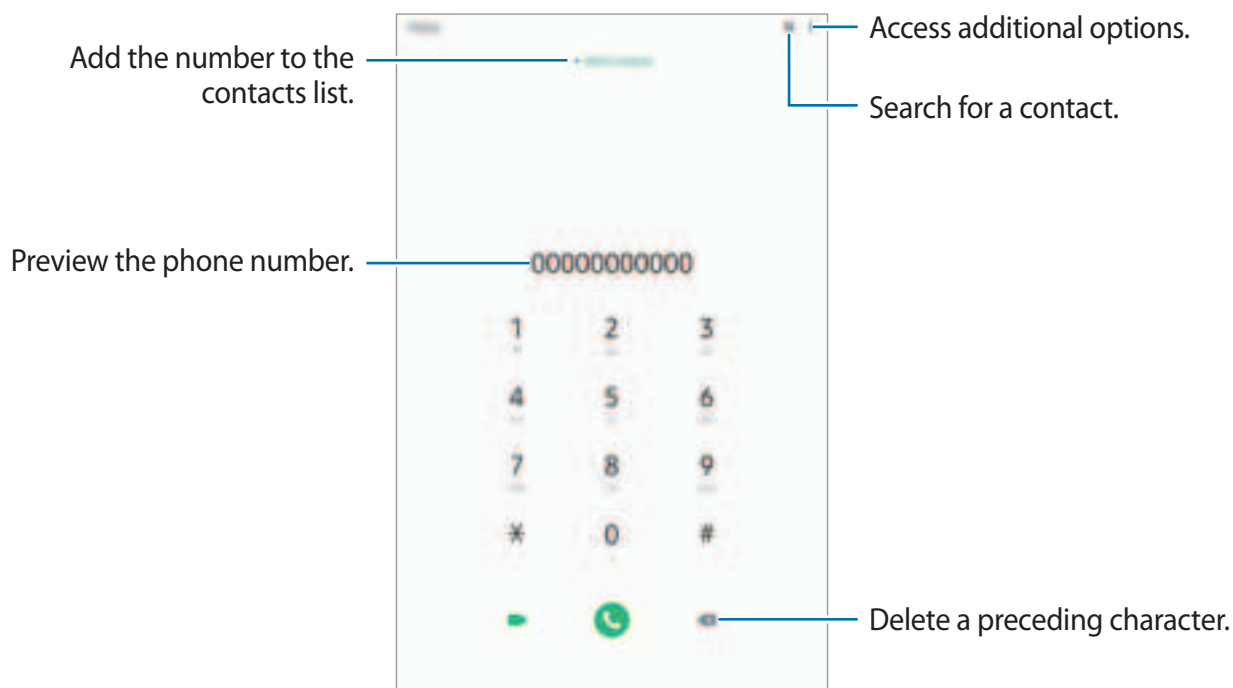 Access additional options.
Add the number to the
contacts list.
Search for a contact.
Preview the phone number.
00000000000
1 2 3
4 5 6
7 8 9
* 0 #
Delete a preceding character.